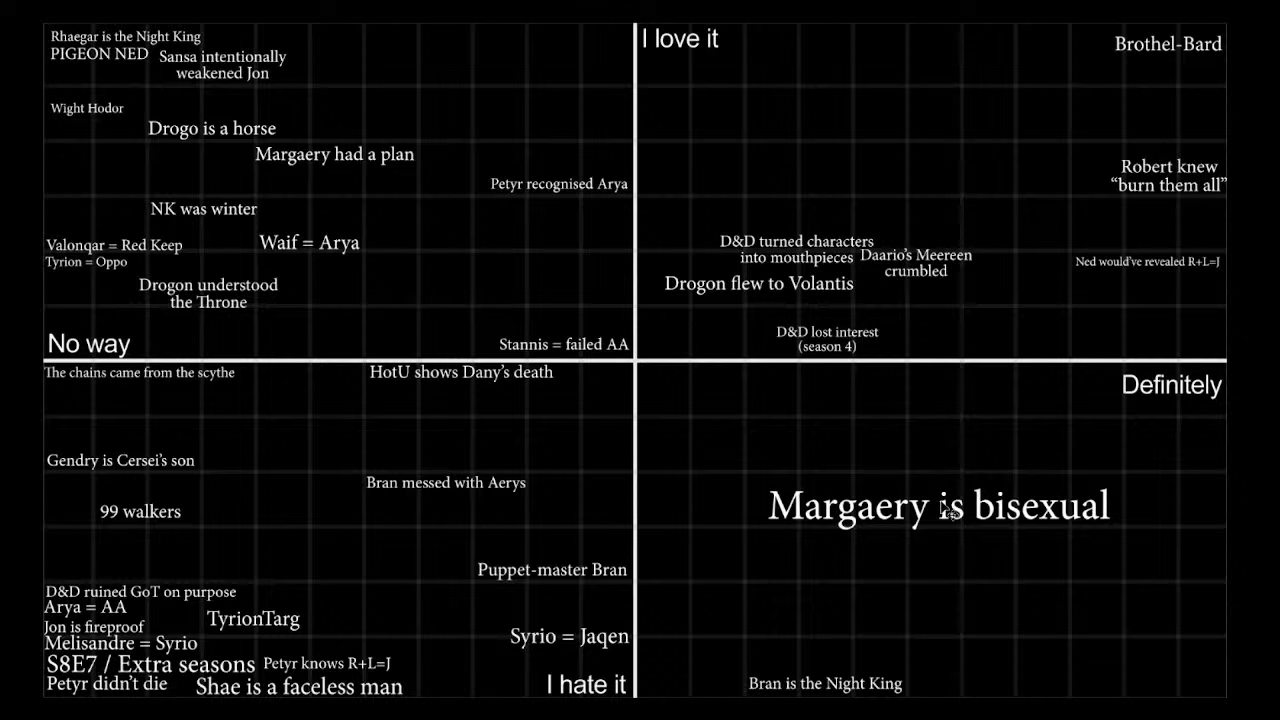 Rhaegar is the Night King
PIGEON NED
Sansa intentionally
weakened Jon
Wight Hodor
Drogo is a horse
Margaery had a plan
Petyr recognised Arya
NK was winter
Valonqar = Red Keep
Waif = Arya
Tyrion = Oppo
Drogon understood
the Throne
No way
Stannis = failed AA
I love it
Brothel-Bard
Robert knew
“burn them all”
D&D turned characters
into mouthpieces
Daario’s Meereen
crumbled
Ned would’ve revealed R+L=J
Drogon flew to Volantis
D&D lost interest
(season 4)
The chains came from the scythe
HotU shows Dany’s death
Gendry is Cersei’s son
Bran messed with Aerys
99 walkers
Puppet-master Bran
D&D ruined GoT on purpose
Arya = AA
TyrionTarg
Jon is fireproof
Syrio = Jaqen
Melisandre = Syrio
S8E7 / Extra seasons
Petyr knows R+L=J
Petyr didn’t die
Shae is a faceless man
I hate it
Definitely
Margaery is bisexual
Bran is the Night King